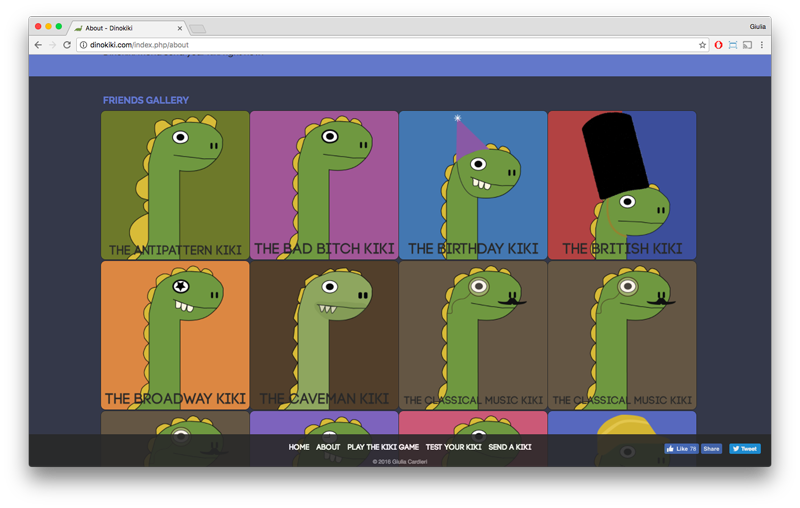 About - Dinokiki
Giulia
dinokiki.com/index.php/about
FRIENDS GALLERY
THE ANTIPATTERN KIKI
THE BAD BITCH KIKI
THE BIRTHDAY KIKI
THE BRITISH KIKI
THE BROADWAY KIKI
THE CAVEMAN KIKI
THE CLASSICAL MUSIC KIKI
THE CLASSICAL MUSIC KIKI
HOME ABOUT PLAY THE KIKI GAME TEST YOUR KIKI SEND A KIKI
Like 76 Share Tweet
© 2016 Giulia Cardieri